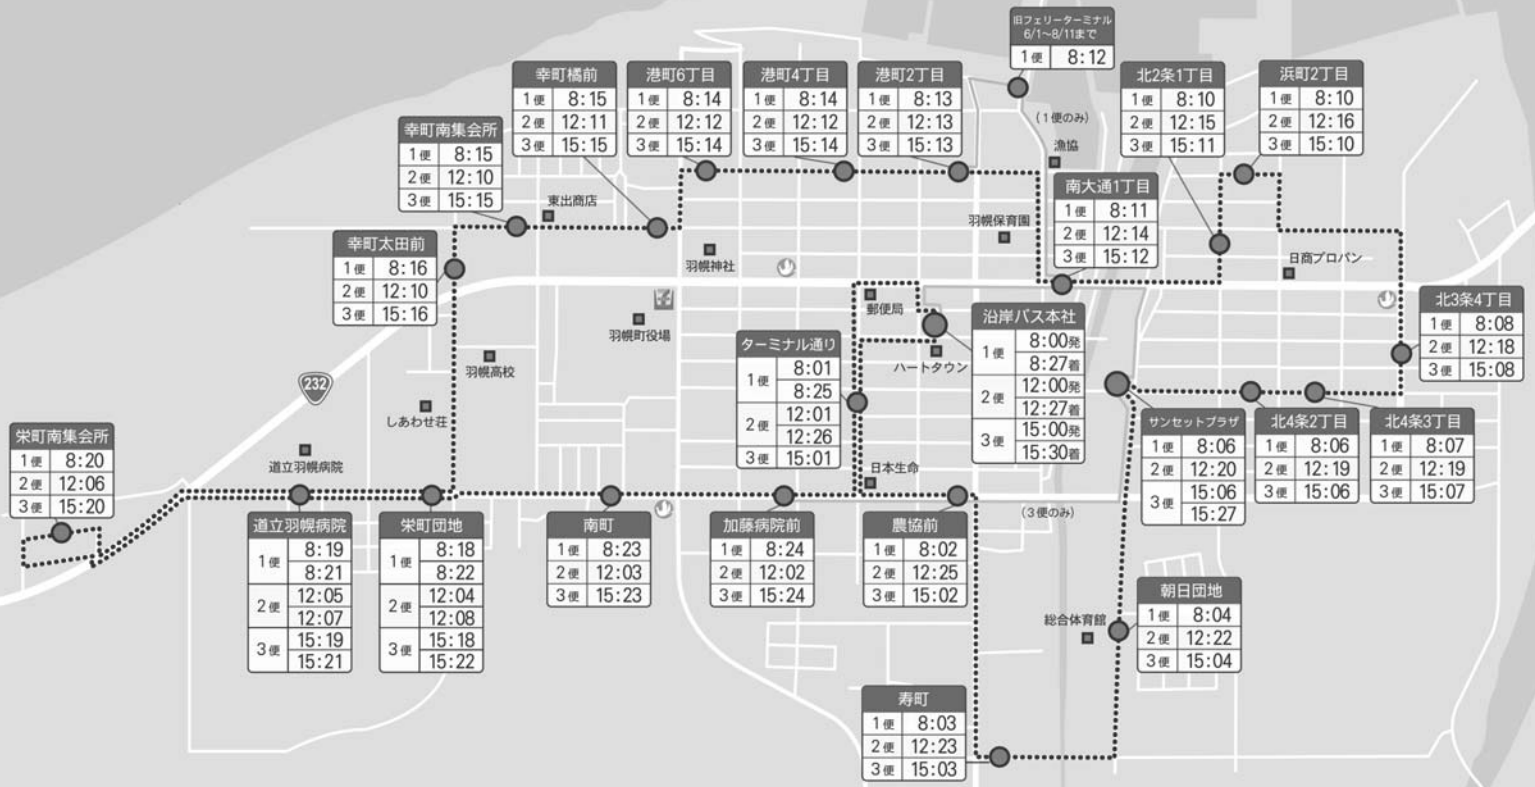 旧フェリーターミナル
6/1～8/11まで
1便 8:12
(1便のみ)
漁協
幸町橋前
1便 8:15
2便 12:11
3便 15:15
港町6丁目
1便 8:14
2便 12:12
3便 15:14
港町4丁目
1便 8:14
2便 12:12
3便 15:14
港町2丁目
1便 8:13
2便 12:13
3便 15:13
北2条1丁目
1便 8:10
2便 12:15
3便 15:11
浜町2丁目
1便 8:10
2便 12:16
3便 15:10
幸町南集会所
1便 8:15
2便 12:10
3便 15:15
東出商店
羽幌神社
羽幌保育園
南大通1丁目
1便 8:11
2便 12:14
3便 15:12
日商プロパン
幸町太田前
1便 8:16
2便 12:10
3便 15:16
羽幌町役場
郵便局
沿岸バス本社
1便 8:00発
8:27着
2便 12:00発
12:27着
3便 15:00発
15:30着
ハートタウン
北3条4丁目
1便 8:08
2便 12:18
3便 15:08
ターミナル通り
1便 8:01
8:25
2便 12:01
12:26
3便 15:01
羽幌高校
232
しあわせ荘
サンセットプラザ
1便 8:06
2便 12:20
3便 15:06
15:27
北4条2丁目
1便 8:06
2便 12:19
3便 15:06
北4条3丁目
1便 8:07
2便 12:19
3便 15:07
栄町南集会所
1便 8:20
2便 12:06
3便 15:20
道立羽幌病院
日本生命
(3便のみ)
道立羽幌病院
1便 8:19
8:21
2便 12:05
12:07
3便 15:19
15:21
栄町団地
1便 8:18
8:22
2便 12:04
12:08
3便 15:18
15:22
南町
1便 8:23
2便 12:03
3便 15:23
加藤病院前
1便 8:24
2便 12:02
3便 15:24
農協前
1便 8:02
2便 12:25
3便 15:02
総合体育館
朝日団地
1便 8:04
2便 12:22
3便 15:04
寿町
1便 8:03
2便 12:23
3便 15:03